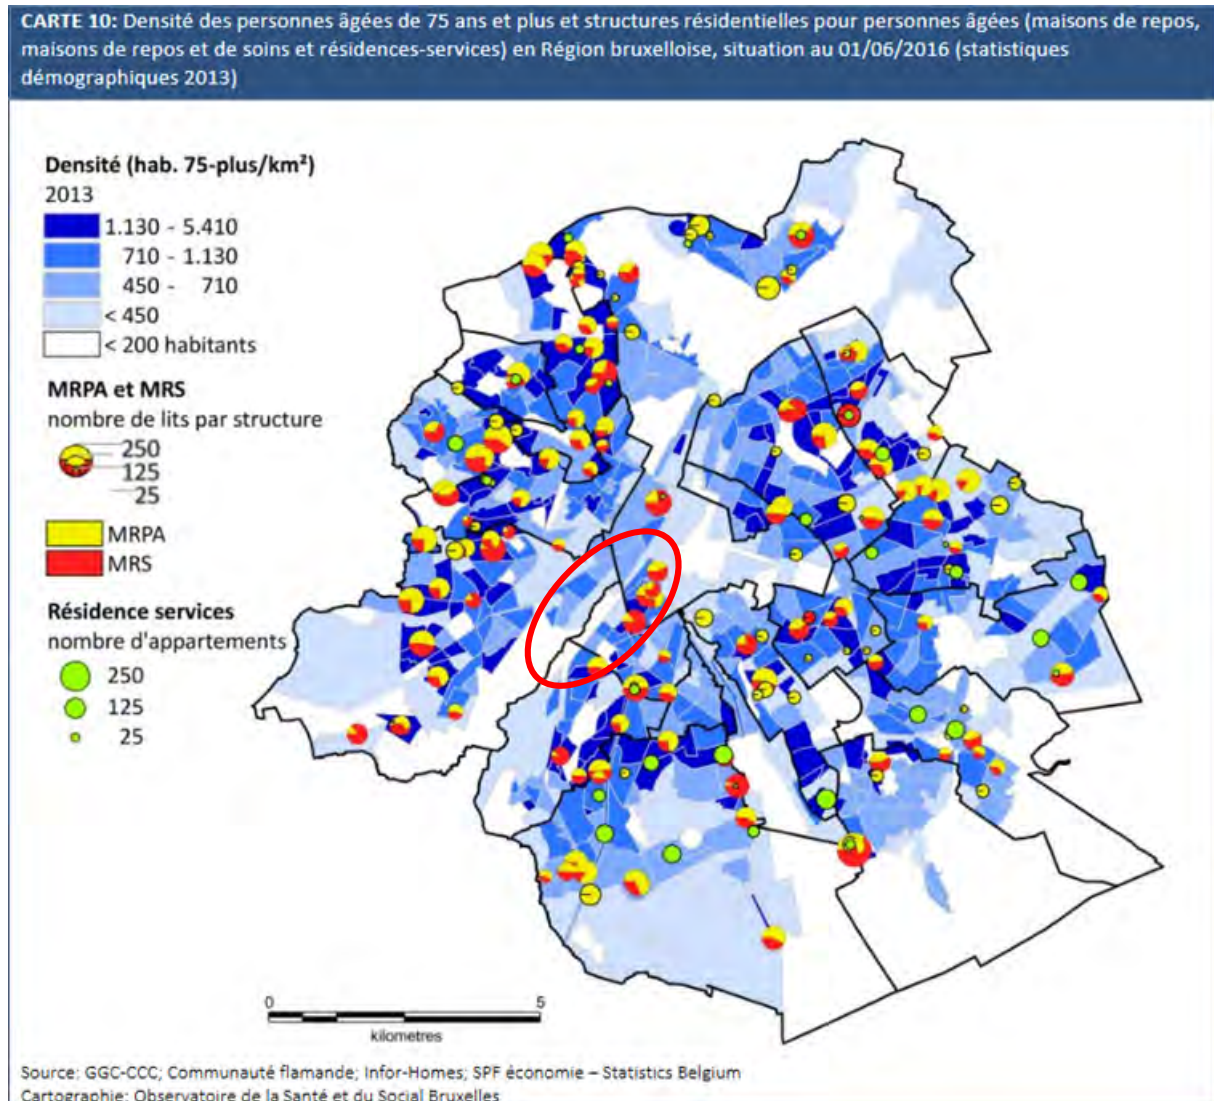 CARTE 10: Densité des personnes âgées de 75 ans et plus et structures résidentielles pour personnes âgées (maisons de repos,
maisons de repos et de soins et résidences-services) en Région bruxelloise, situation au 01/06/2016 (statistiques
démographiques 2013)
Densité (hab. 75-plus/km²)
2013
1.130 - 5.410
710 - 1.130
450 - 710
< 450
< 200 habitants
MRPA et MRS
nombre de lits par structure
250
125
25
MRPA
MRS
Résidence services
nombre d'appartements
250
125
25
0 5
kilometres
Source: GGC-CCC; Communauté flamande; Infor-Homes; SPF économie – Statistics Belgium
Cartographie: Observatoire de la Santé et du Social Bruxelles